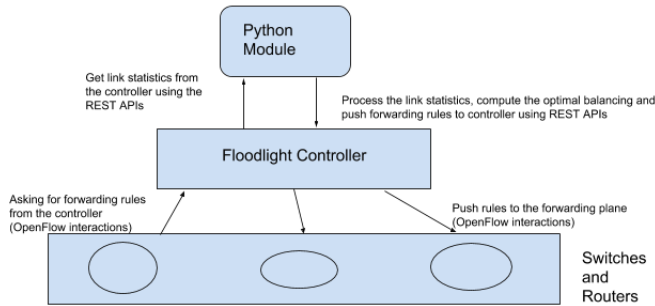 Python
Module
Get link statistics from
the controller using the
REST APIs
Process the link statistics, compute the optimal balancing and
push forwarding rules to controller using REST APIs
Floodlight Controller
Asking for forwarding rules
from the controller
(OpenFlow interactions)
Push rules to the forwarding plane
(OpenFlow interactions)
Switches
and
Routers